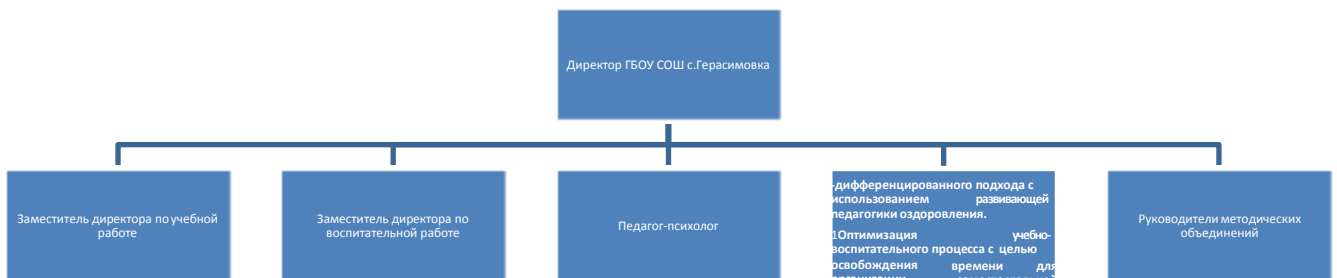 Директор ГБОУ СОШ с.Герасимовка
Заместитель директора по учебной
работе
Заместитель директора по
воспитательной работе
Педагог-психолог
-дифференцированного подхода с
использованием развивающей
педагогики оздоровления.
1Оптимизация учебно-
воспитательного процесса с целью
освобождения времени для
Руководители методических
объединений